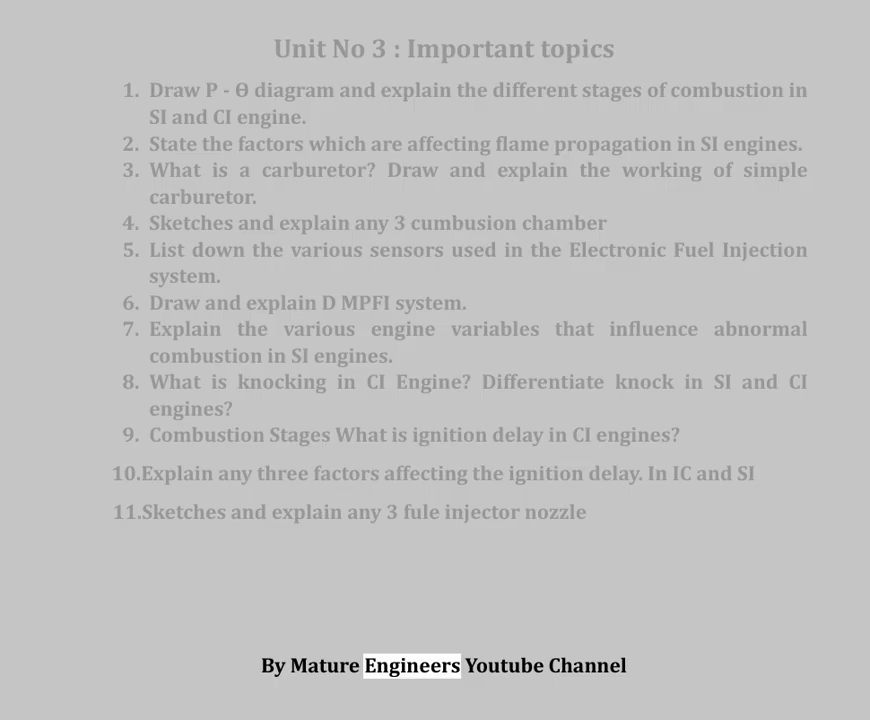 Unit No 3 : Important topics
1. Draw P - Θ diagram and explain the different stages of combustion in
SI and CI engine.
2. State the factors which are affecting flame propagation in SI engines.
3. What is a carburetor? Draw and explain the working of simple
carburetor.
4. Sketches and explain any 3 cumbusion chamber
5. List down the various sensors used in the Electronic Fuel Injection
system.
6. Draw and explain D MPFI system.
7. Explain the various engine variables that influence abnormal
combustion in SI engines.
8. What is knocking in CI Engine? Differentiate knock in SI and CI
engines?
9. Combustion Stages What is ignition delay in CI engines?
10.Explain any three factors affecting the ignition delay. In IC and SI
11.Sketches and explain any 3 fule injector nozzle
By Mature Engineers Youtube Channel